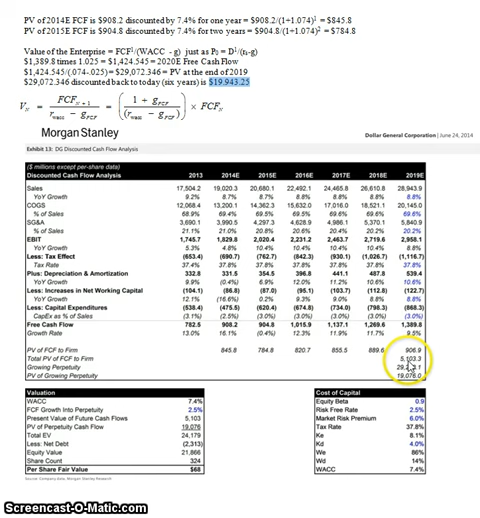 PV of 2014E FCF is $908.2 discounted by 7.4% for one year = $908.2/(1+1.074)¹ = $845.8
PV of 2015E FCF is $904.8 discounted by 7.4% for two years = $904.8/(1+1.074)² = $784.8
Value of the Enterprise = FCF¹/(WACC - g) just as P₀ = D¹/(rₛ-g)
$1,389.8 times 1.025 = $1,424.545 = 2020E Free Cash Flow
$1,424.545/(.074-.025)=$29,072.346 = PV at the end of 2019
$29,072.346 discounted back to today (six years) is $19.943.25
V_N = FCF_{N+1} / (r_wacc - g_FCF) = ( (1 + g_FCF) / (r_wacc - g_FCF) ) × FCF_N
Morgan Stanley
Dollar General Corporation | June 24, 2014
Exhibit 13: DG Discounted Cash Flow Analysis
($ millions except per-share data)
Discounted Cash Flow Analysis 2013 2014E 2015E 2016E 2017E 2018E 2019E
Sales 17,504.2 19,020.3 20,680.1 22,492.1 24,465.8 26,610.8 28,943.9
YoY Growth 9.2% 8.7% 8.7% 8.8% 8.8% 8.8% 8.8%
COGS 12,068.4 13,200.1 14,362.3 15,632.0 17,016.0 18,521.1 20,145.0
% of Sales 68.9% 69.4% 69.5% 69.5% 69.6% 69.6% 69.6%
SG&A 3,690.1 3,990.5 4,297.3 4,628.9 4,986.1 5,370.1 5,840.9
% of Sales 21.1% 21.0% 20.8% 20.6% 20.4% 20.2% 20.2%
EBIT 1,745.7 1,829.8 2,020.4 2,231.2 2,463.7 2,719.6 2,958.1
YoY Growth 5.3% 4.8% 10.4% 10.4% 10.4% 10.4% 8.8%
Less: Tax Effect (653.4) (690.7) (762.7) (842.3) (930.1) (1,026.7) (1,116.7)
Tax Rate 37.4% 37.8% 37.8% 37.8% 37.8% 37.8% 37.8%
Plus: Depreciation & Amortization 332.8 331.5 354.5 396.8 441.1 487.8 539.4
YoY Growth 9.9% (0.4%) 6.9% 12.0% 11.2% 10.6% 10.6%
Less: Increases in Net Working Capital (104.1) (86.8) (87.0) (95.1) (103.7) (112.8) (122.7)
YoY Growth 12.1% (16.6%) 0.2% 9.3% 9.0% 8.8% 8.8%
Less: Capital Expenditures (538.4) (475.5) (620.4) (674.8) (734.0) (798.3) (868.3)
CapEx as % of Sales (3.1%) (2.5%) (3.0%) (3.0%) (3.0%) (3.0%) (3.0%)
Free Cash Flow 782.5 908.2 904.8 1,015.9 1,137.1 1,269.6 1,389.8
Growth Rate 13.0% 16.1% (0.4%) 12.3% 11.9% 11.7% 9.5%
PV of FCF to Firm 845.8 784.8 820.7 855.5 889.6 906.9
Total PV of FCF to Firm 5,103.3
Growing Perpetuity
PV of Growing Perpetuity 19,076.0
Valuation
WACC 7.4%
FCF Growth Into Perpetuity 2.5%
Present Value of Future Cash Flows 5,103
PV of Perpetuity Cash Flow 19,076
Total EV 24,179
Less: Net Debt (2,313)
Equity Value 21,866
Share Count 324
Per Share Fair Value $68
Cost of Capital
Equity Beta 0.9
Risk Free Rate 2.5%
Market Risk Premium 6.0%
Tax Rate 37.8%
Ke 8.1%
Kd 4.0%
We 86%
Wd 14%
WACC 7.4%
Source: Company data, Morgan Stanley Research
Screencast-O-Matic.com